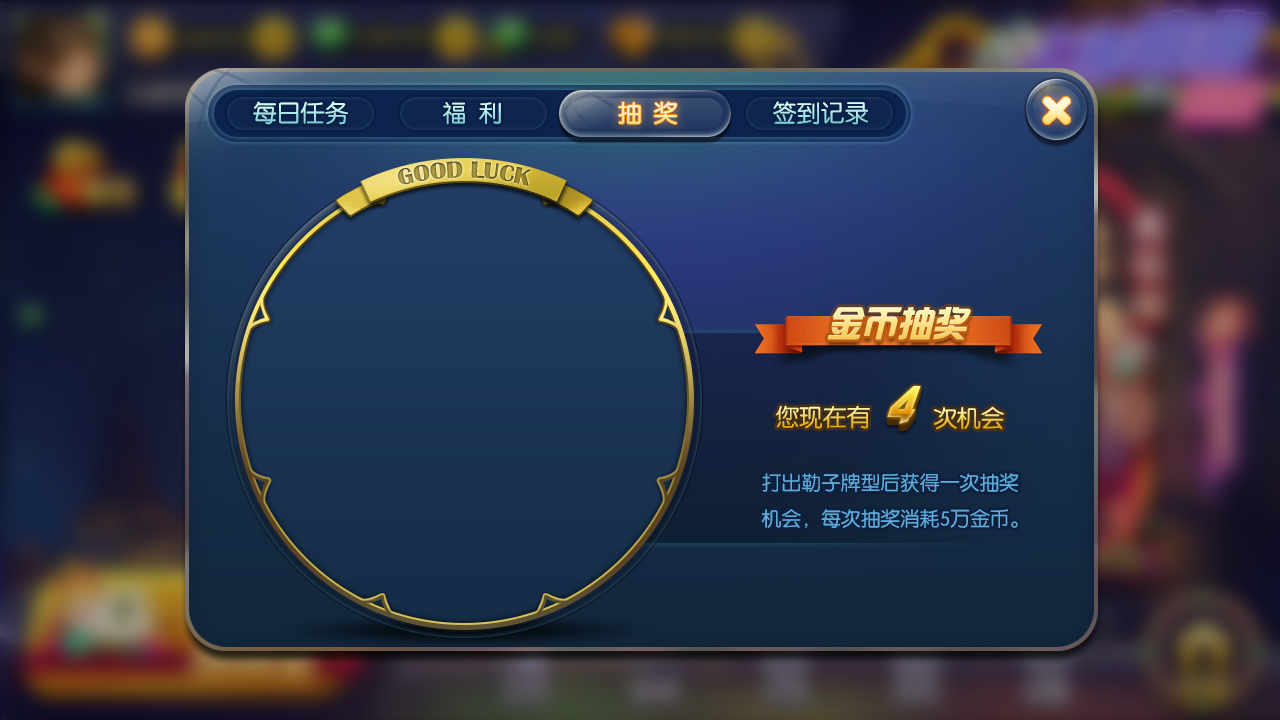 每日任务
福利
抽奖
签到记录
GOOD LUCK
金币抽奖
您现在有 4 次机会
打出勒子牌型后获得一次抽奖
机会，每次抽奖消耗5万金币。